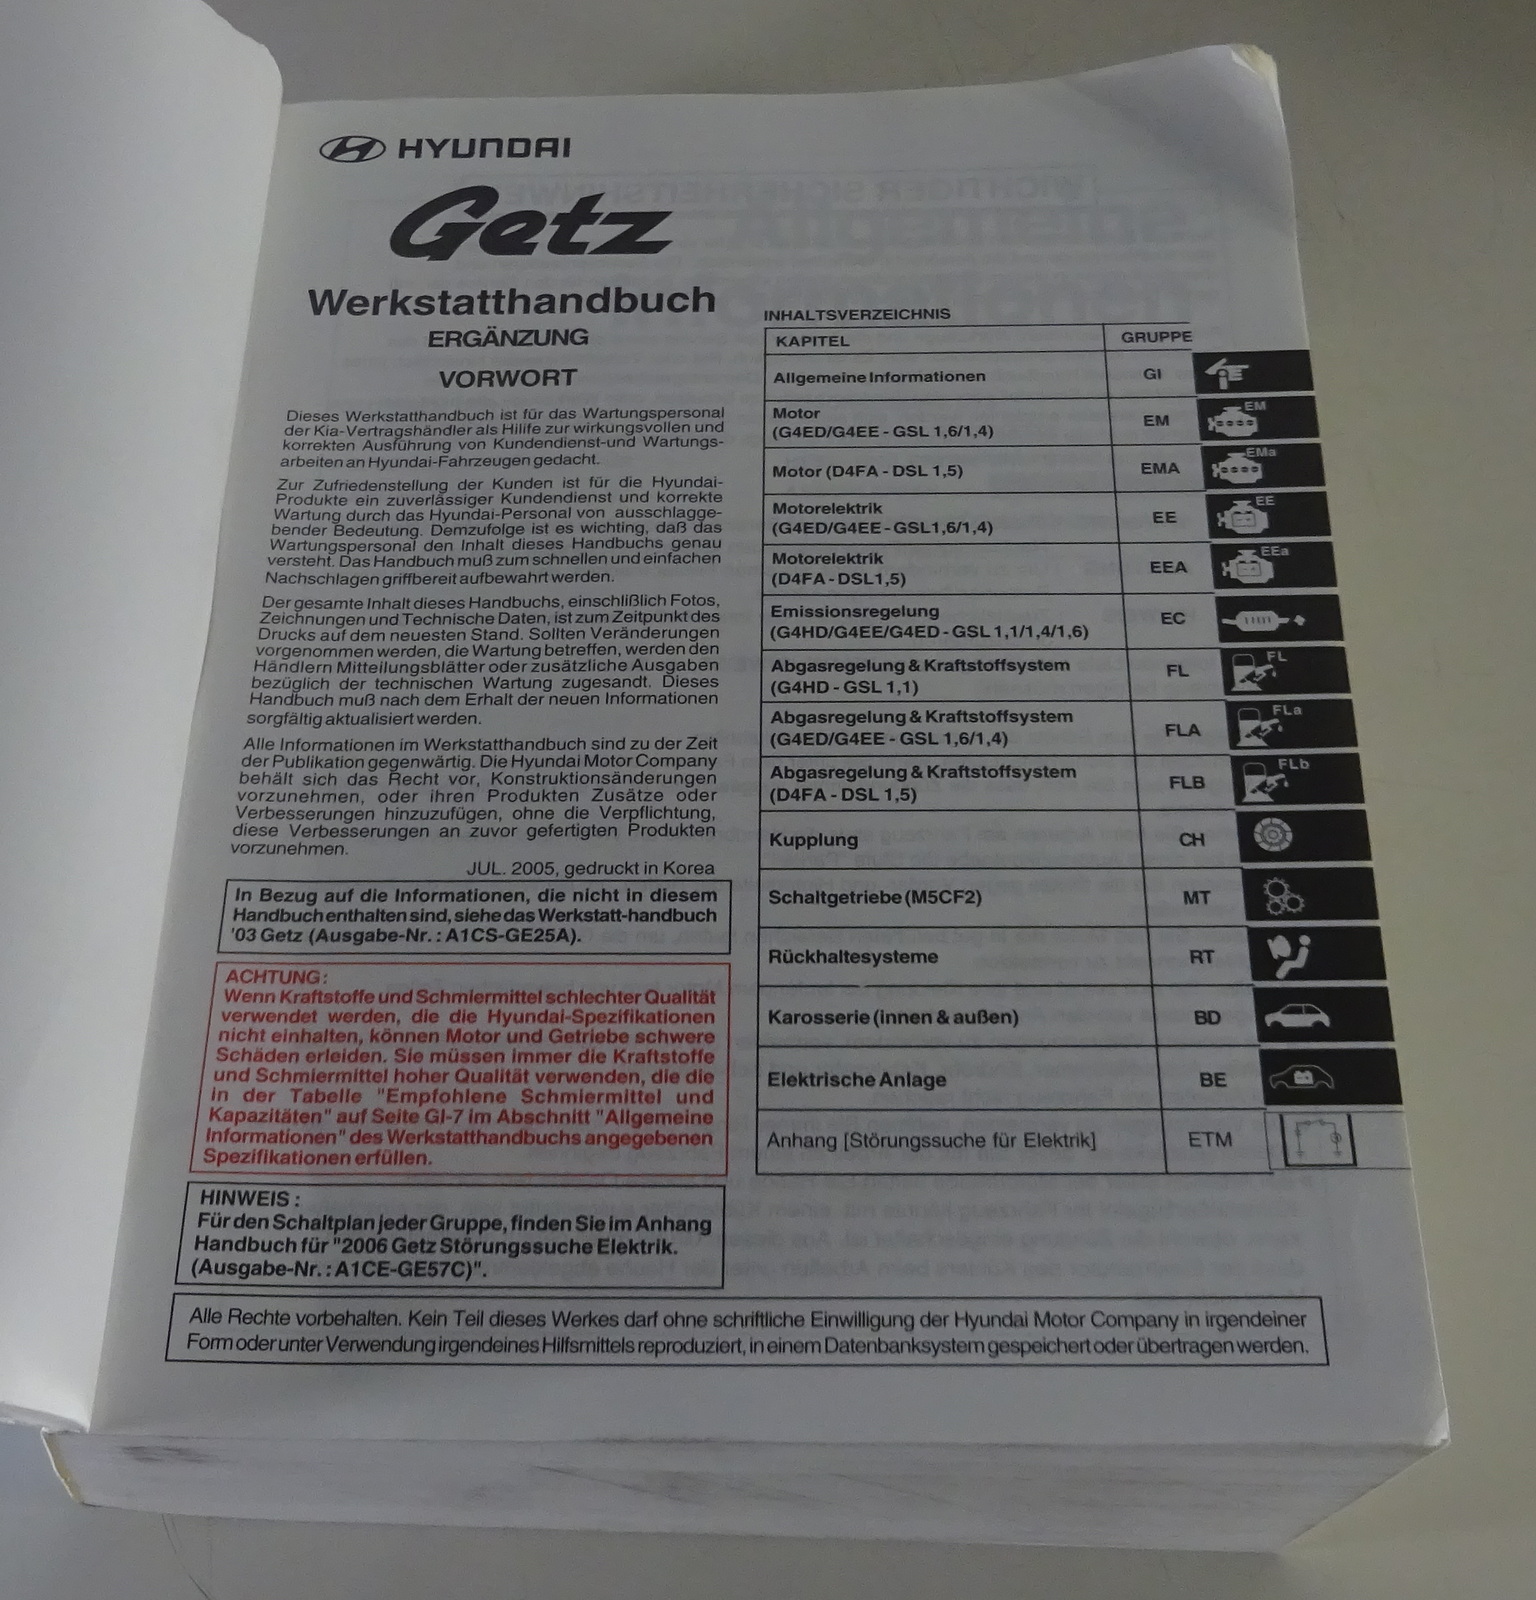 HYUNDAI
Getz
Werkstatthandbuch
ERGÄNZUNG
VORWORT
Dieses Werkstatthandbuch ist für das Wartungspersonal
der Kia-Vertragshändler als Hilife zur wirkungsvollen und
korrekten Ausführung von Kundendienst-und Wartungs-
arbeiten an Hyundai-Fahrzeugen gedacht.
Zur Zufriedenstellung der Kunden ist für die Hyundai-
Produkte ein zuverlässiger Kundendienst und korrekte
Wartung durch das Hyundai-Personal von ausschlagge-
bender Bedeutung. Demzufolge ist es wichting, daß das
Wartungspersonal den Inhalt dieses Handbuchs genau
versteht. Das Handbuch muß zum schnellen und einfachen
Nachschlagen griffbereit aufbewahrt werden.
Der gesamte Inhalt dieses Handbuchs, einschlißlich Fotos,
Zeichnungen und Technische Daten, ist zum Zeitpunkt des
Drucks auf dem neuesten Stand. Sollten Veränderungen
vorgenommen werden, die Wartung betreffen, werden den
Händlern Mitteilungsblätter oder zusätzliche Ausgaben
bezüglich der technischen Wartung zugesandt. Dieses
Handbuch muß nach dem Erhalt der neuen Informationen
sorgfältig aktualisiert werden.
Alle Informationen im Werkstatthandbuch sind zu der Zeit
der Publikation gegenwärtig. Die Hyundai Motor Company
behält sich das Recht vor, Konstruktionsänderungen
vorzunehmen, oder ihren Produkten Zusätze oder
Verbesserungen hinzuzufügen, ohne die Verpflichtung,
diese Verbesserungen an zuvor gefertigten Produkten
vorzunehmen.
JUL. 2005, gedruckt in Korea
In Bezug auf die Informationen, die nicht in diesem
Handbuch enthalten sind, siehe das Werkstatt-handbuch
'03 Getz (Ausgabe-Nr. : A1CS-GE25A).
ACHTUNG :
Wenn Kraftstoffe und Schmiermittel schlechter Qualität
verwendet werden, die die Hyundai-Spezifikationen
nicht einhalten, können Motor und Getriebe schwere
Schäden erleiden. Sie müssen immer die Kraftstoffe
und Schmiermittel hoher Qualität verwenden, die die
in der Tabelle "Empfohlene Schmiermittel und
Kapazitäten" auf Seite GI-7 im Abschnitt "Allgemeine
Informationen" des Werkstatthandbuchs angegebenen
Spezifikationen erfüllen.
HINWEIS :
Für den Schaltplan jeder Gruppe, finden Sie im Anhang
Handbuch für "2006 Getz Störungssuche Elektrik.
(Ausgabe-Nr. : A1CE-GE57C)".
INHALTSVERZEICHNIS
KAPITEL GRUPPE
Allgemeine Informationen GI
Motor
(G4ED/G4EE - GSL 1,6/1,4) EM EM
Motor (D4FA - DSL 1,5) EMA EMa
Motorelektrik
(G4ED/G4EE - GSL 1,6/1,4) EE EE
Motorelektrik
(D4FA - DSL 1,5) EEA EEa
Emissionsregelung
(G4HD/G4EE/G4ED - GSL 1,1/1,4/1,6) EC
Abgasregelung & Kraftstoffsystem
(G4HD - GSL 1,1) FL FL
Abgasregelung & Kraftstoffsystem
(G4ED/G4EE - GSL 1,6/1,4) FLA FLa
Abgasregelung & Kraftstoffsystem
(D4FA - DSL 1,5) FLB FLb
Kupplung CH
Schaltgetriebe (M5CF2) MT
Rückhaltesysteme RT
Karosserie (innen & außen) BD
Elektrische Anlage BE
Anhang [Störungssuche für Elektrik] ETM
Alle Rechte vorbehalten. Kein Teil dieses Werkes darf ohne schriftliche Einwilligung der Hyundai Motor Company in irgendeiner
Form oder unter Verwendung irgendeines Hilfsmittels reproduziert, in einem Datenbanksystem gespeichert oder übertragen werden.